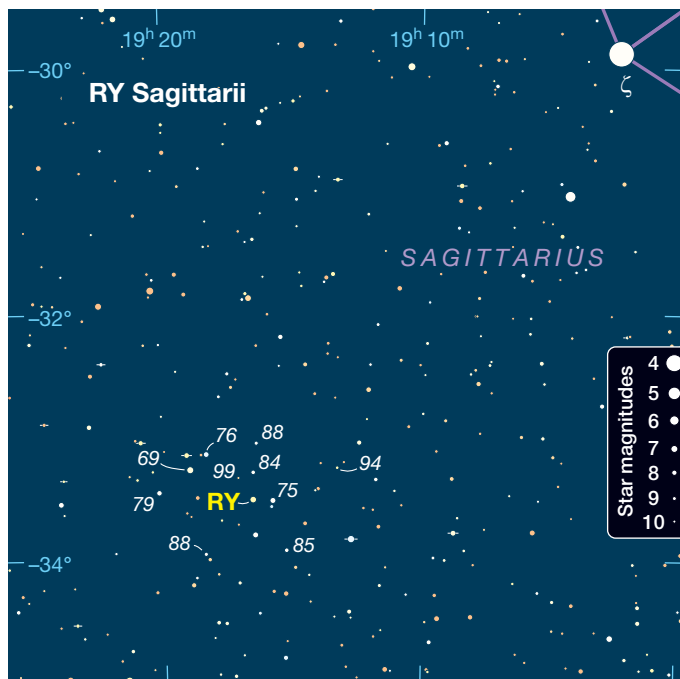 19h 20m
19h 10m
–30°
RY Sagittarii
ζ
SAGITTARIUS
–32°
Star magnitudes
4
5
6
7
8
9
10
76
88
69
99
84
94
79
RY
75
88
85
–34°